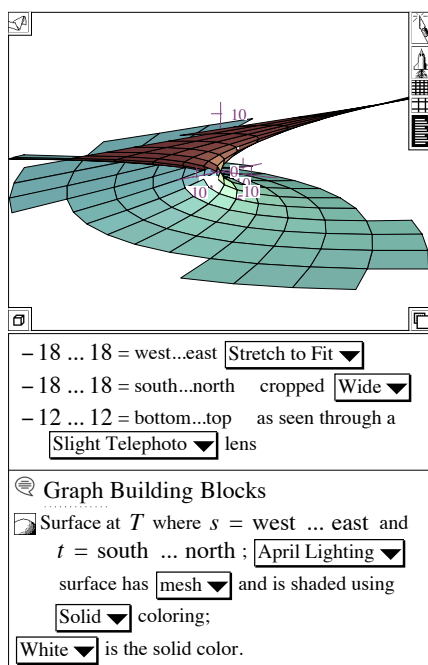 10
10
10
-10
− 18 ... 18 = west...east Stretch to Fit
− 18 ... 18 = south...north cropped Wide
− 12 ... 12 = bottom...top as seen through a
Slight Telephoto lens
Graph Building Blocks
Surface at T where s = west ... east and
t = south ... north ; April Lighting
surface has mesh and is shaded using
Solid coloring;
White is the solid color.